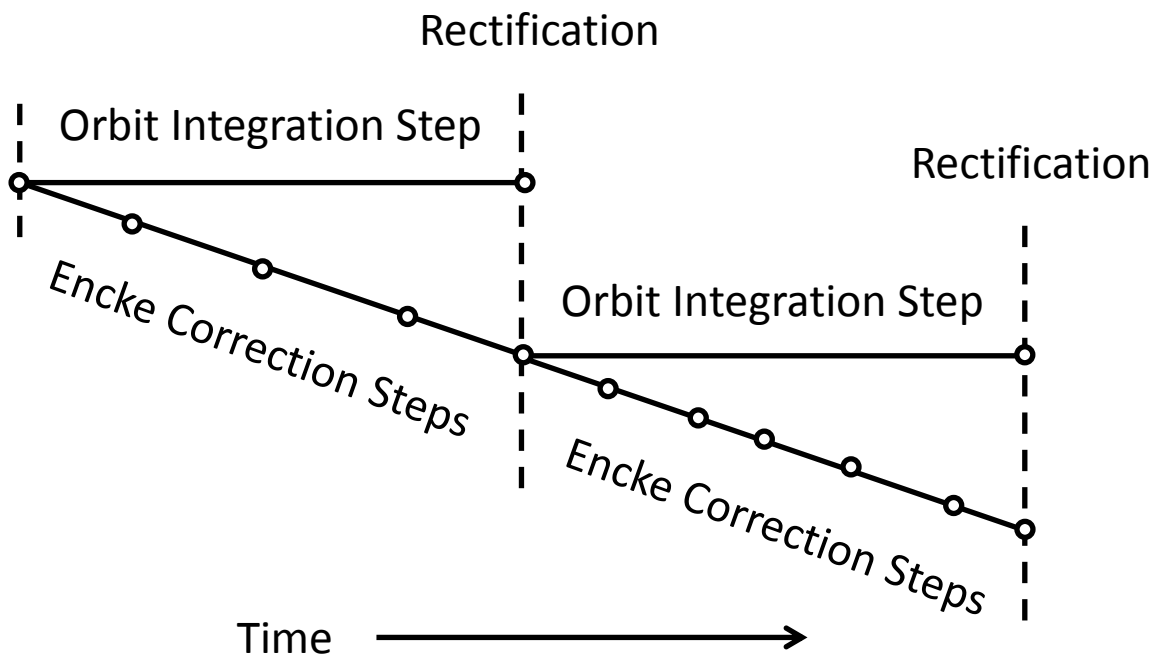 Rectification
Orbit Integration Step
Rectification
Encke Correction Steps
Orbit Integration Step
Encke Correction Steps
Time